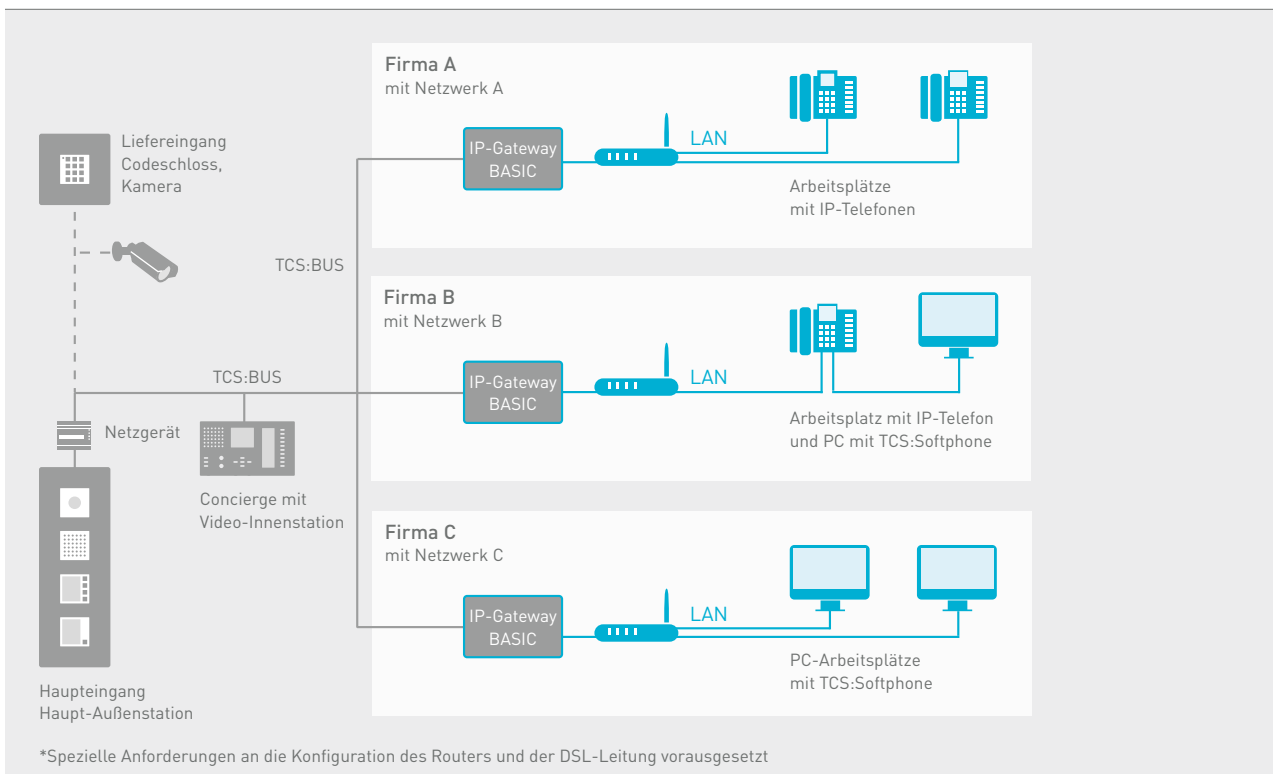 Firma A
mit Netzwerk A
Liefereingang
Codeschloss,
Kamera
IP-Gateway
BASIC
LAN
Arbeitsplätze
mit IP-Telefonen
TCS:BUS
Firma B
mit Netzwerk B
TCS:BUS
IP-Gateway
BASIC
LAN
Arbeitsplatz mit IP-Telefon
und PC mit TCS:Softphone
Netzgerät
Concierge mit
Video-Innenstation
Firma C
mit Netzwerk C
IP-Gateway
BASIC
LAN
PC-Arbeitsplätze
mit TCS:Softphone
Haupteingang
Haupt-Außenstation
*Spezielle Anforderungen an die Konfiguration des Routers und der DSL-Leitung vorausgesetzt